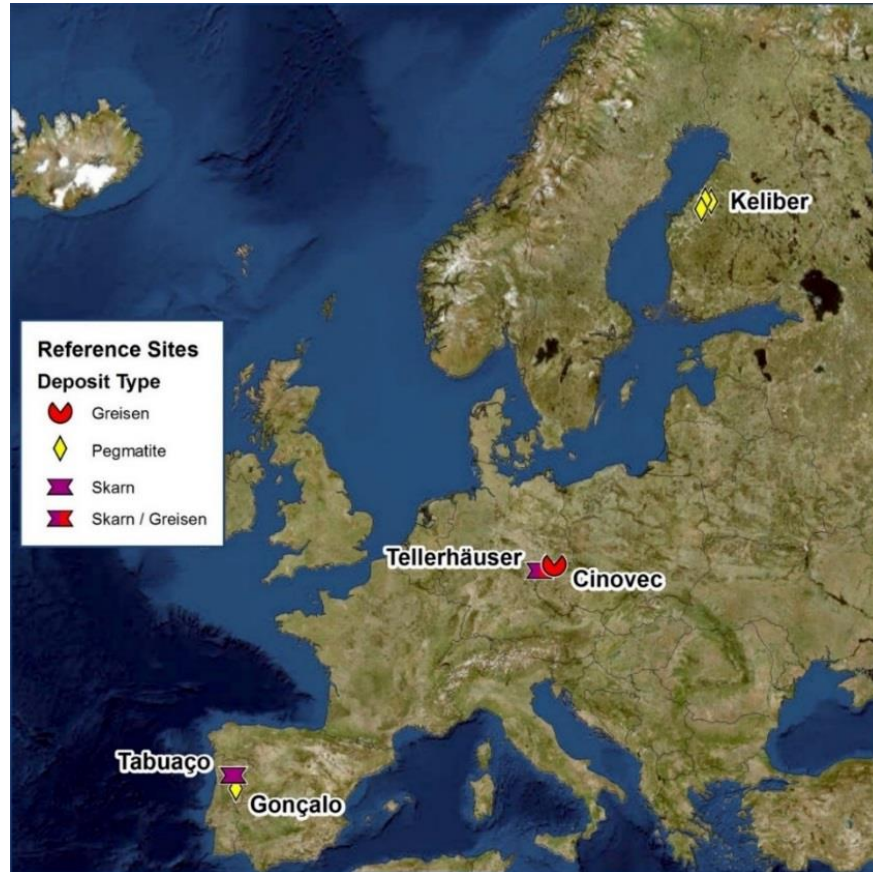 Keliber
Reference Sites
Deposit Type
Greisen
Pegmatite
Skarn
Skarn / Greisen
Tellerhäuser
Cinovec
Tabuaço
Gonçalo